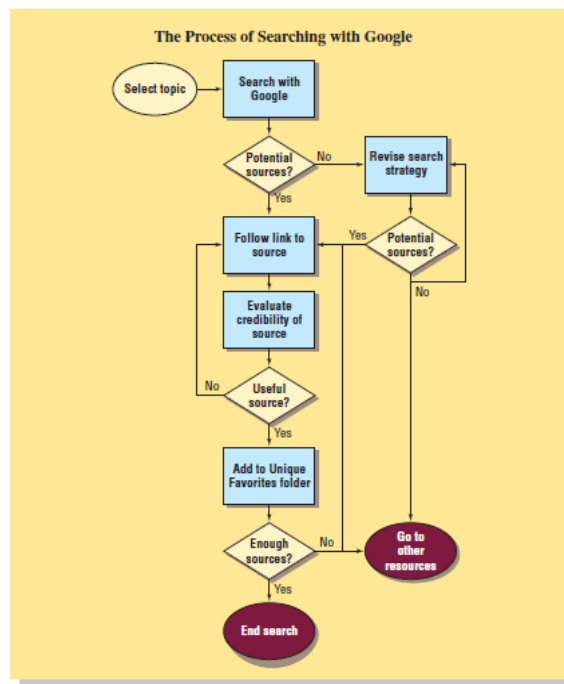 The Process of Searching with Google
Select topic
Search with
Google
Potential
sources?
No
Revise search
strategy
Yes
Follow link to
source
Yes
Potential
sources?
No
Evaluate
credibility of
source
No
Useful
source?
Yes
Add to Unique
Favorites folder
Enough
sources?
No
Go to
other
resources
Yes
End search